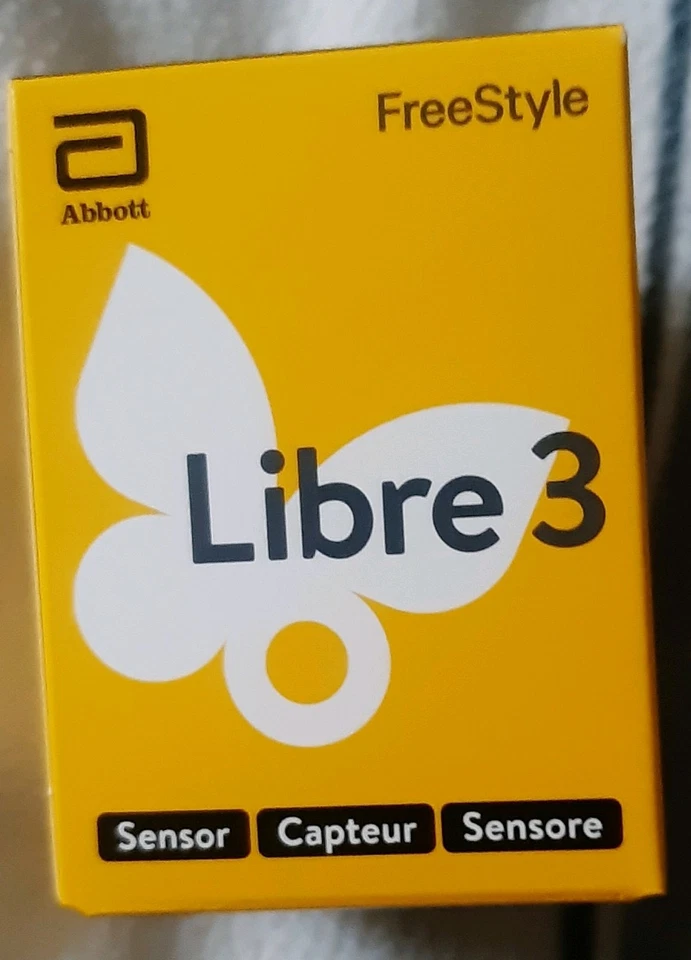 Abbott
FreeStyle
Libre 3
Sensor Capteur Sensore